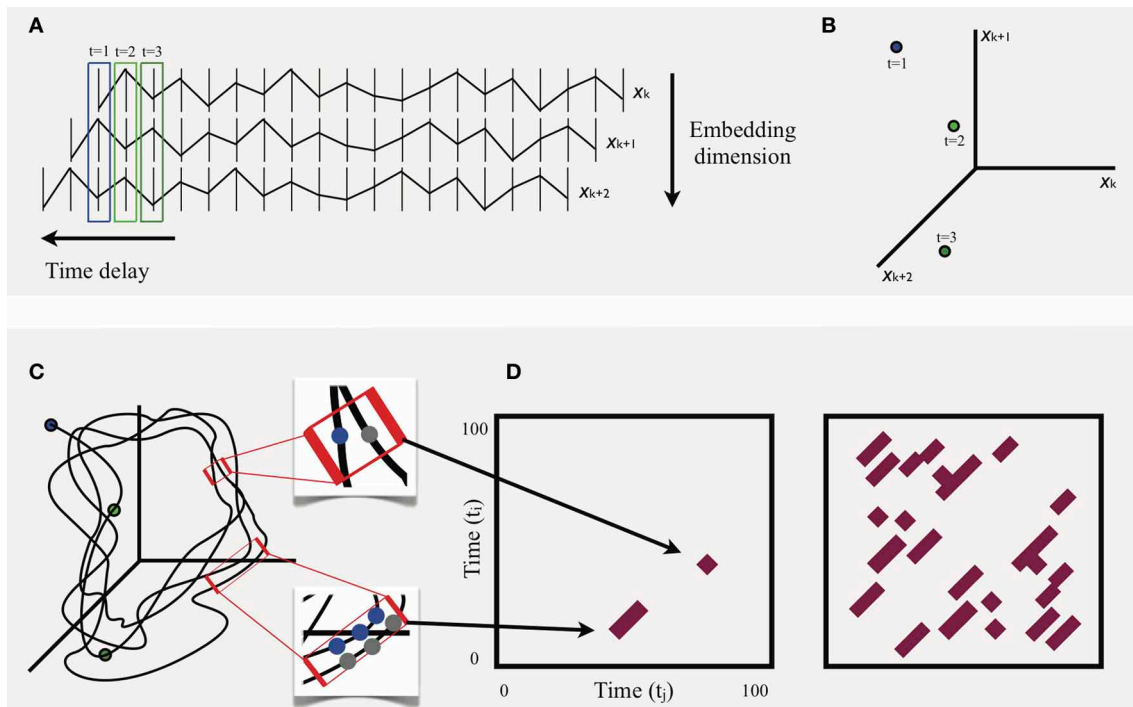 A
t=1 t=2 t=3
Xk
Xk+1
Xk+2
Embedding
dimension
Time delay
B
Xk+1
t=1
t=2
Xk
t=3
Xk+2
C
D
100
Time (ti)
0
0
Time (tj)
100